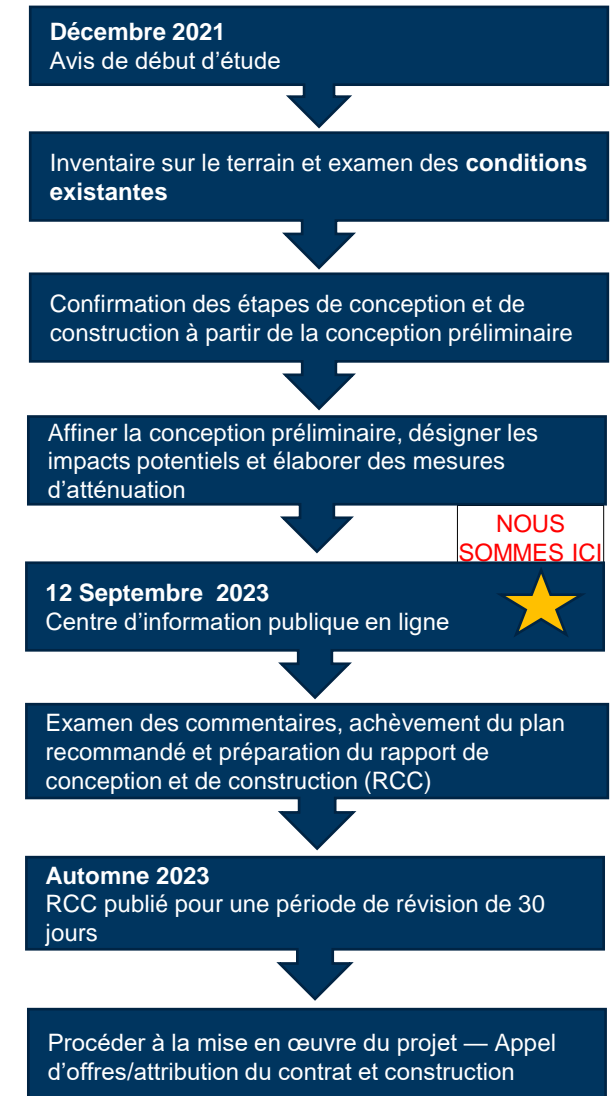 Décembre 2021
Avis de début d'étude
Inventaire sur le terrain et examen des conditions
existantes
Confirmation des étapes de conception et de
construction à partir de la conception préliminaire
Affiner la conception préliminaire, désigner les
impacts potentiels et élaborer des mesures
d'atténuation
NOUS
SOMMES ICI
12 Septembre 2023
Centre d'information publique en ligne
Examen des commentaires, achèvement du plan
recommandé et préparation du rapport de
conception et de construction (RCC)
Automne 2023
RCC publié pour une période de révision de 30
jours
Procéder à la mise en œuvre du projet — Appel
d'offres/attribution du contrat et construction